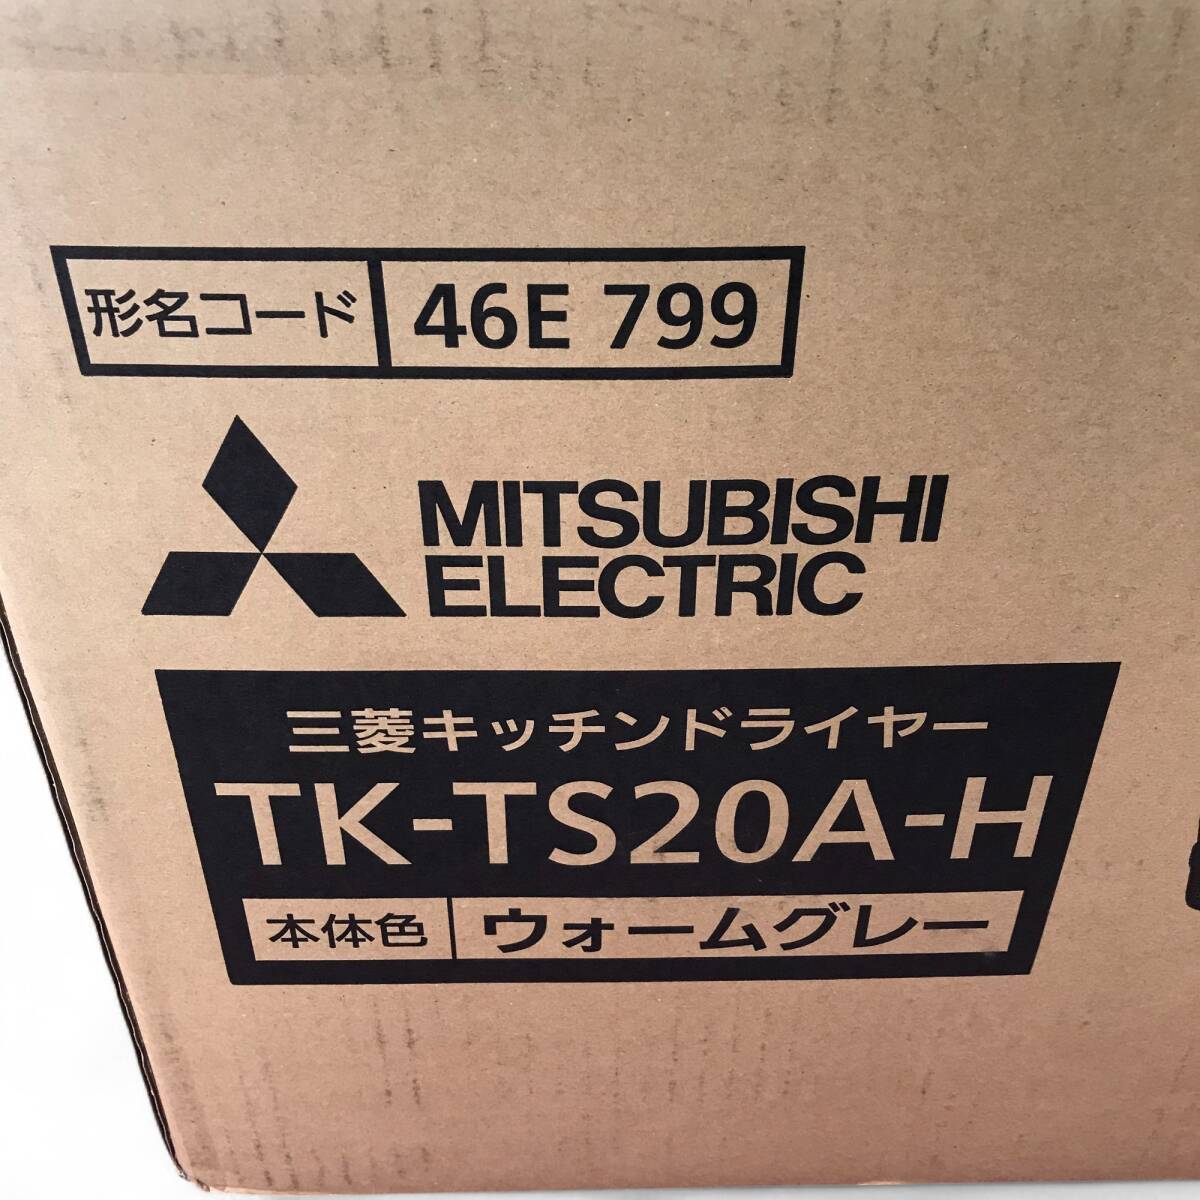 形名コード 46E 799
MITSUBISHI
ELECTRIC
三菱キッチンドライヤー
TK-TS20A-H
本体色 ウォームグレー